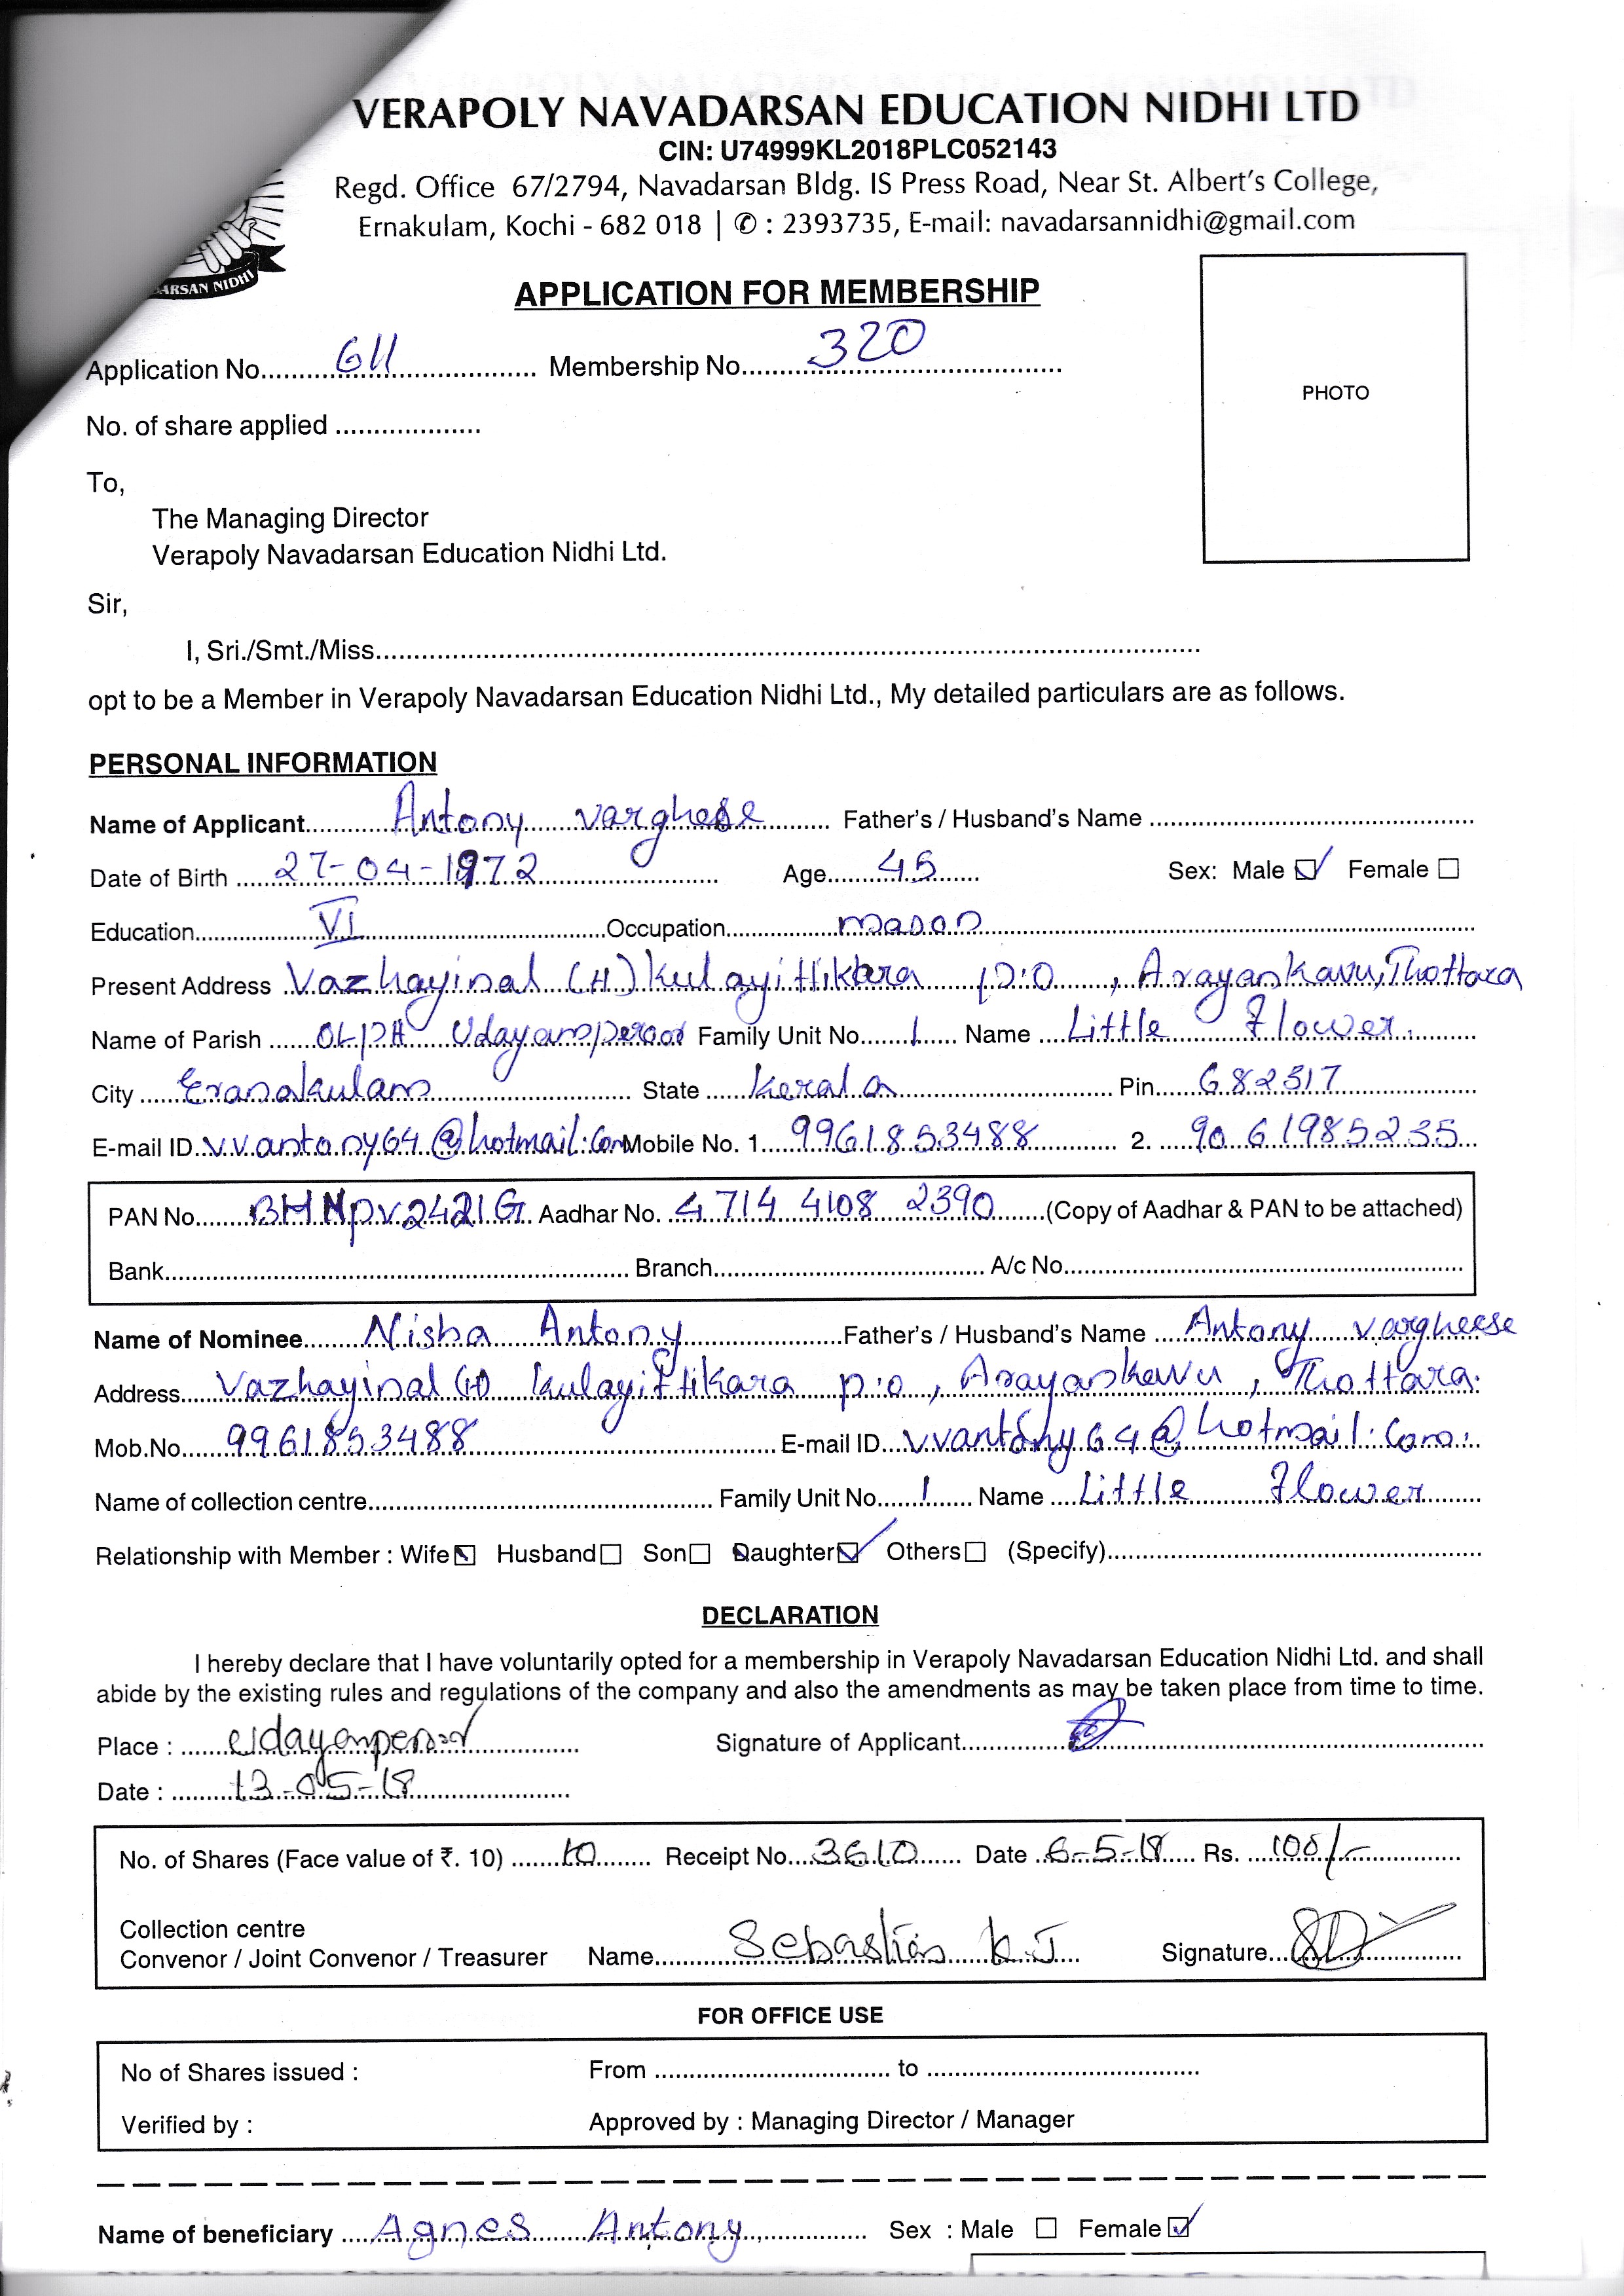 VERAPOLY NAVADARSAN EDUCATION NIDHI LTD
CIN: U74999KL2018PLC052143
Regd. Office 67/2794, Navadarsan Bldg. IS Press Road, Near St. Albert's College,
Ernakulam, Kochi - 682 018 | ✆ : 2393735, E-mail: navadarsannidhi@gmail.com
ARSAN NIDHI
APPLICATION FOR MEMBERSHIP
Application No. 611 Membership No. 320
PHOTO
No. of share applied
To,
The Managing Director
Verapoly Navadarsan Education Nidhi Ltd.
Sir,
I, Sri./Smt./Miss
opt to be a Member in Verapoly Navadarsan Education Nidhi Ltd., My detailed particulars are as follows.
PERSONAL INFORMATION
Name of Applicant Antony varghese Father's / Husband's Name
Date of Birth 27-04-1972 Age 45 Sex: Male ☑ Female ☐
Education VI Occupation mason
Present Address Vazhayinal (H) kulayittikkara P.O , Arayankavu, Thottara
Name of Parish OLPH Udayamperoor Family Unit No. 1 Name Little Flower
City Eranakulam State Kerala Pin 682317
E-mail ID vvantony64@hotmail.com Mobile No. 1 9961853488 2. 9061985235
PAN No. BHNPV2421G Aadhar No. 4714 4108 2390 (Copy of Aadhar & PAN to be attached)
Bank Branch A/c No.
Name of Nominee Nisha Antony Father's / Husband's Name Antony vargheese
Address Vazhayinal (H) kulayittikara p.o, Arayankavu, Thottara.
Mob.No. 9961853488 E-mail ID vvantony64@hotmail.com
Name of collection centre Family Unit No. 1 Name Little Flower
Relationship with Member : Wife ☑ Husband ☐ Son ☐ Daughter ☑ Others ☐ (Specify)
DECLARATION
I hereby declare that I have voluntarily opted for a membership in Verapoly Navadarsan Education Nidhi Ltd. and shall
abide by the existing rules and regulations of the company and also the amendments as may be taken place from time to time.
Place : Udayamperoor Signature of Applicant
Date : 13-05-18
No. of Shares (Face value of ₹. 10) 10 Receipt No. 3610 Date 6-5-18 Rs. 100/-
Collection centre
Convenor / Joint Convenor / Treasurer Name Sebastian K.J Signature
FOR OFFICE USE
No of Shares issued : From to
Verified by : Approved by : Managing Director / Manager
Name of beneficiary Agnes Antony Sex : Male ☐ Female ☑